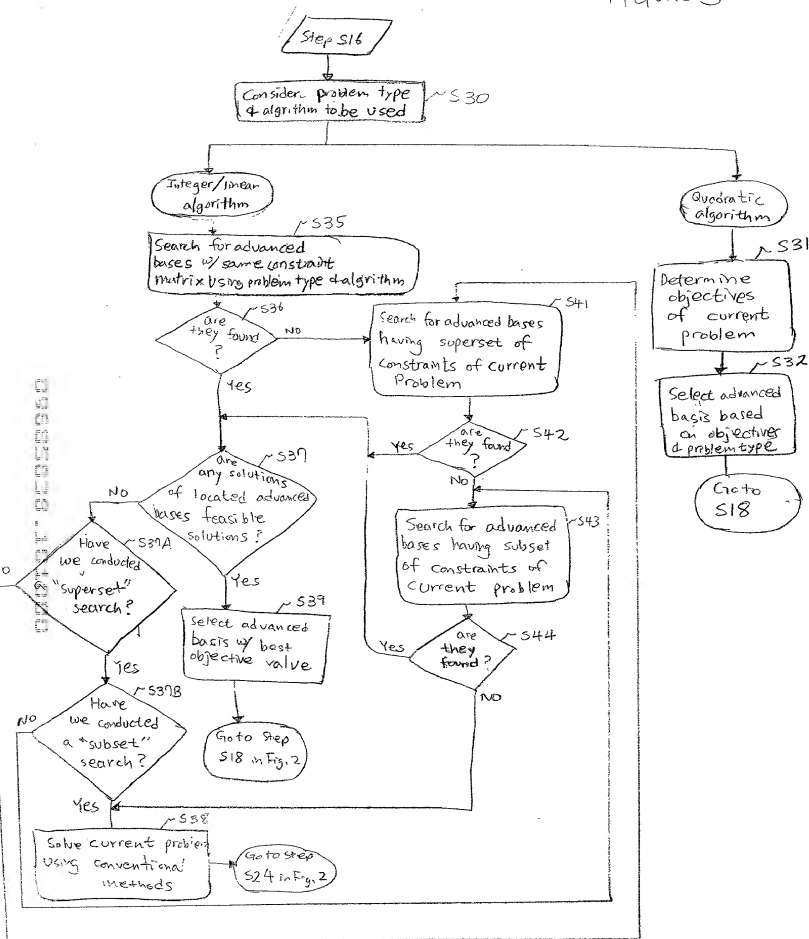 Figure 3
Step S16
Consider problem type
& algrithm to be used
S30
Integer/linear
algorithm
Quadratic
algorithm
S35
Search for advanced
bases w/ same constraint
matrix using problem type & algrithm
S31
Determine
objectives
of current
problem
S36
are
they found
?
NO
Yes
S41
Search for advanced bases
having superset of
constraints of current
Problem
S32
Select advanced
basis based
on objectives
& problem type
Go to
S18
S42
are
they found
?
Yes
NO
S37
are
any solutions
of located advanced
bases feasible
solutions?
NO
Yes
S43
Search for advanced
bases having subset
of constraints of
current problem
S37A
Have
we conducted
"superset"
search?
NO
Yes
S39
Select advanced
basis w/ best
objective value
S44
are
they
found?
Yes
NO
S37B
Have
we conducted
a "subset"
search?
NO
Yes
Go to Step
S18 in Fig. 2
S38
Solve current problem
using conventional
methods
Go to step
S24 in Fig. 2